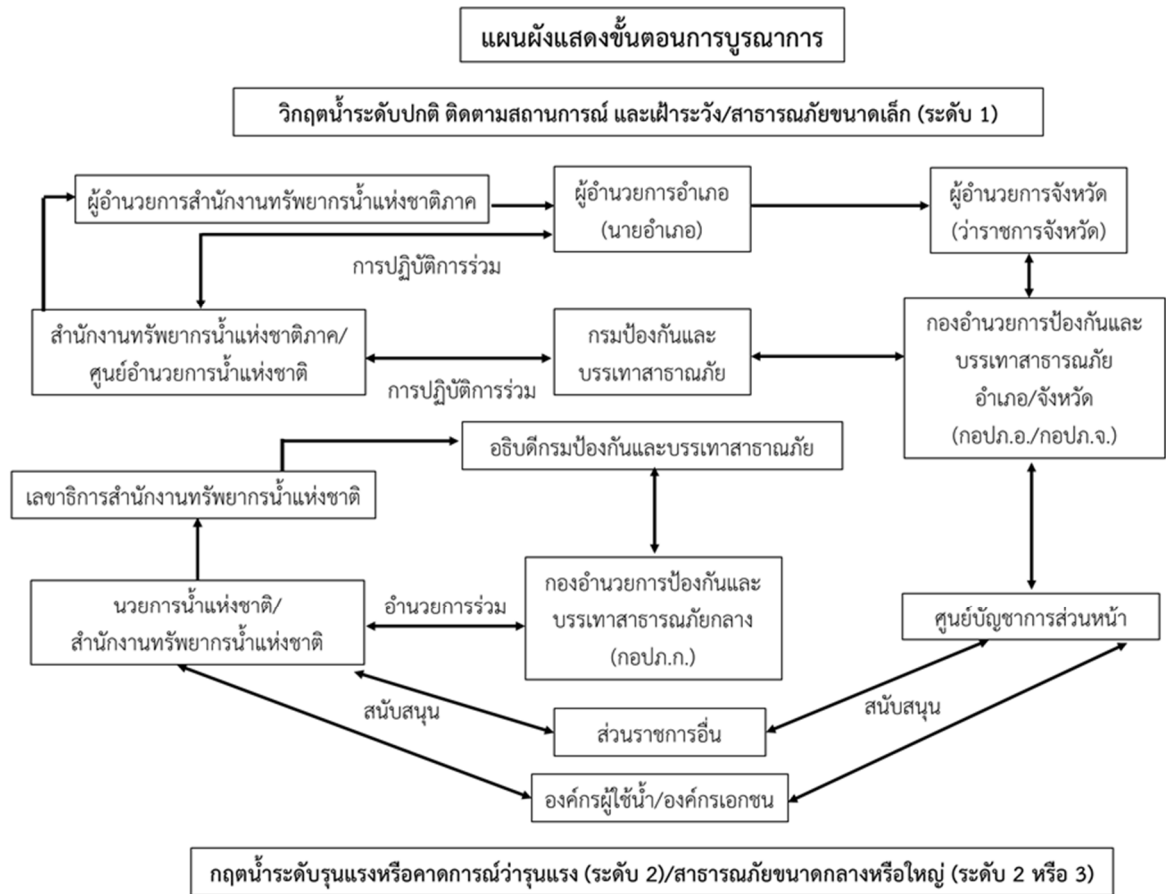 แผนผังแสดงขั้นตอนการบูรณาการ
วิกฤตน้ำระดับปกติ ติดตามสถานการณ์ และเฝ้าระวัง/สาธารณภัยขนาดเล็ก (ระดับ 1)
ผู้อำนวยการสำนักงานทรัพยากรน้ำแห่งชาติภาค
ผู้อำนวยการอำเภอ
(นายอำเภอ)
ผู้อำนวยการจังหวัด
(ว่าราชการจังหวัด)
การปฏิบัติการร่วม
สำนักงานทรัพยากรน้ำแห่งชาติภาค/
ศูนย์อำนวยการน้ำแห่งชาติ
การปฏิบัติการร่วม
กรมป้องกันและ
บรรเทาสาธาณภัย
กองอำนวยการป้องกันและ
บรรเทาสาธารณภัย
อำเภอ/จังหวัด
(กอปภ.อ./กอปภ.จ.)
อธิบดีกรมป้องกันและบรรเทาสาธาณภัย
เลขาธิการสำนักงานทรัพยากรน้ำแห่งชาติ
นวยการน้ำแห่งชาติ/
สำนักงานทรัพยากรน้ำแห่งชาติ
อำนวยการร่วม
กองอำนวยการป้องกันและ
บรรเทาสาธารณภัยกลาง
(กอปภ.ก.)
ศูนย์บัญชาการส่วนหน้า
สนับสนุน
สนับสนุน
ส่วนราชการอื่น
องค์กรผู้ใช้น้ำ/องค์กรเอกชน
กฤตน้ำระดับรุนแรงหรือคาดการณ์ว่ารุนแรง (ระดับ 2)/สาธารณภัยขนาดกลางหรือใหญ่ (ระดับ 2 หรือ 3)